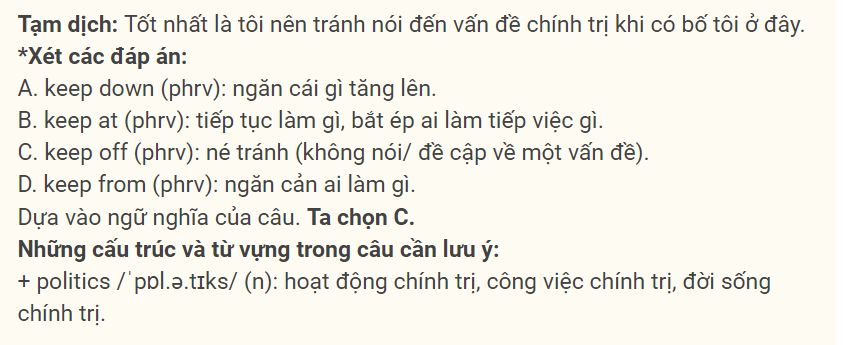 Tạm dịch: Tốt nhất là tôi nên tránh nói đến vấn đề chính trị khi có bố tôi ở đây.
*Xét các đáp án:
A. keep down (phrv): ngăn cái gì tăng lên.
B. keep at (phrv): tiếp tục làm gì, bắt ép ai làm tiếp việc gì.
C. keep off (phrv): né tránh (không nói/ đề cập về một vấn đề).
D. keep from (phrv): ngăn cản ai làm gì.
Dựa vào ngữ nghĩa của câu. Ta chọn C.
Những cấu trúc và từ vựng trong câu cần lưu ý:
+ politics /ˈpɒl.ə.tɪks/ (n): hoạt động chính trị, công việc chính trị, đời sống
chính trị.